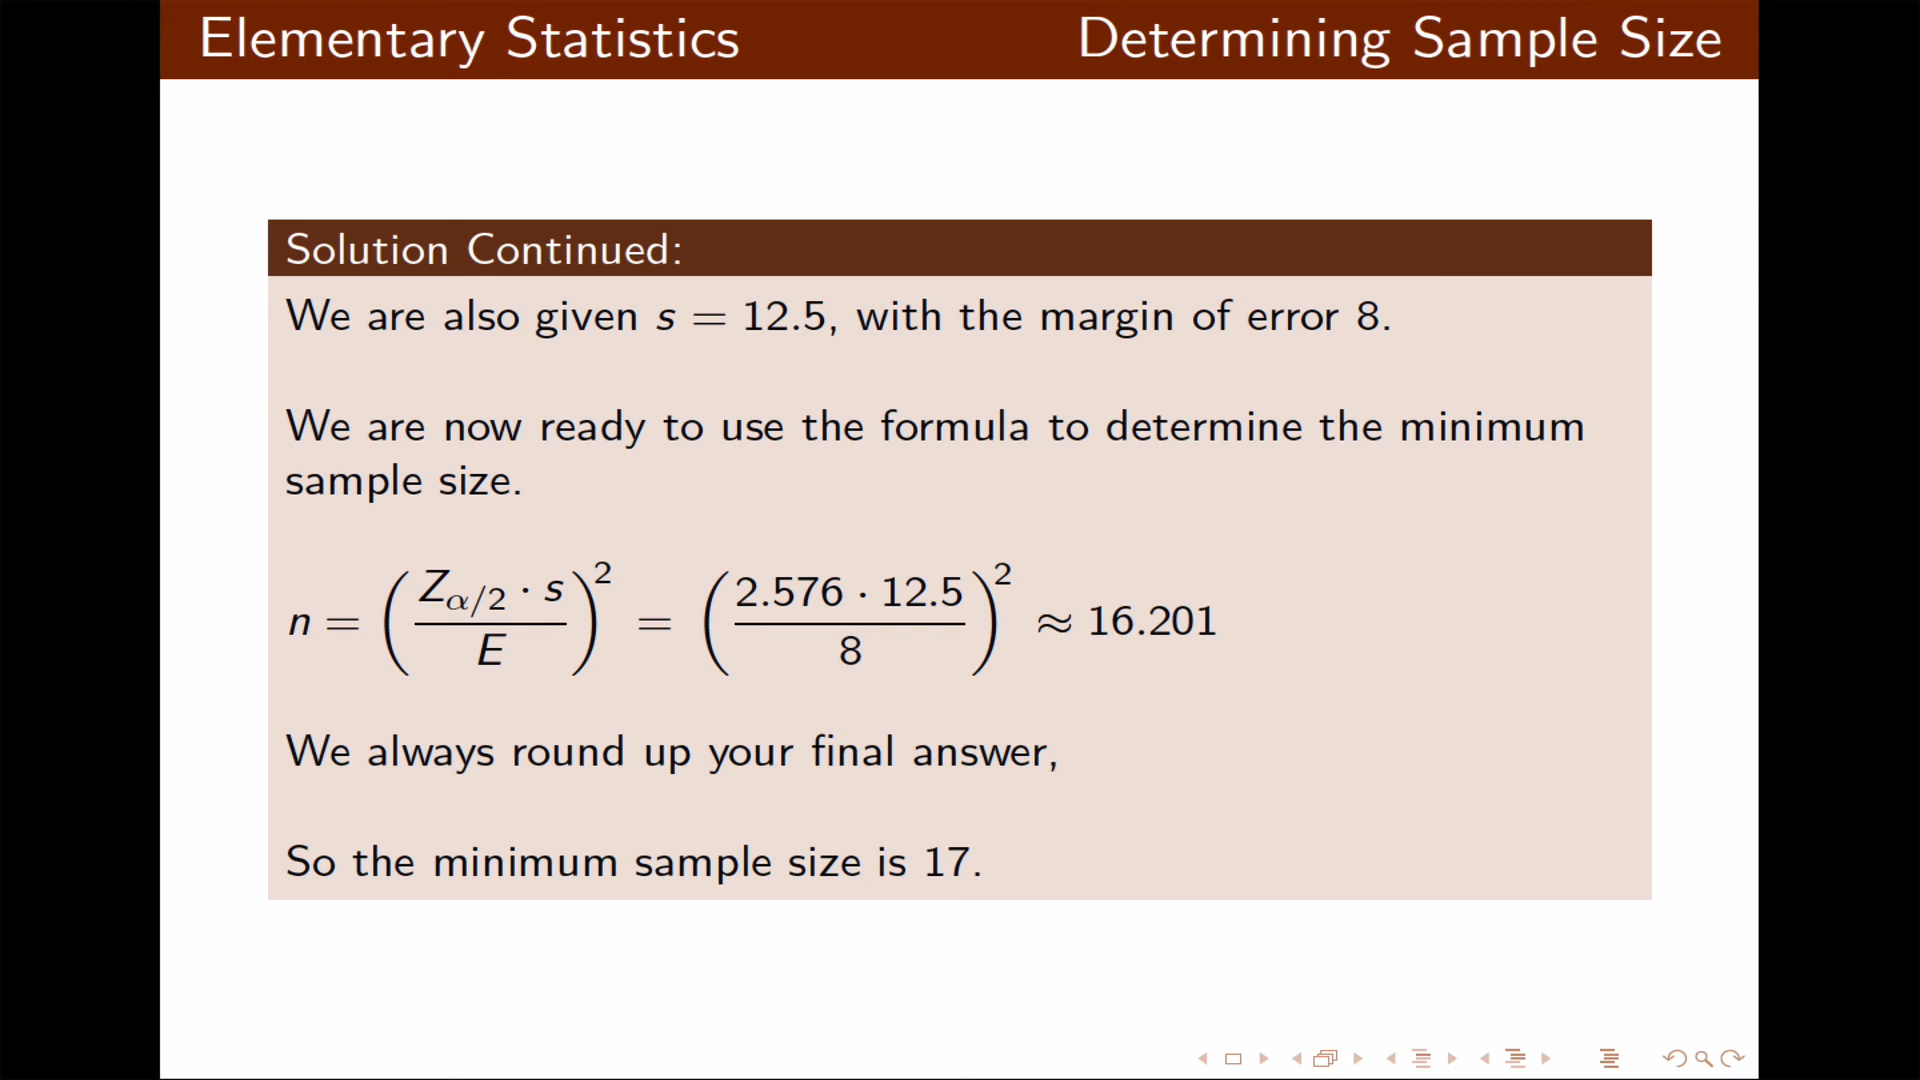 Elementary Statistics Determining Sample Size
Solution Continued:
We are also given s = 12.5, with the margin of error 8.
We are now ready to use the formula to determine the minimum
sample size.
n = (Z_{α/2} · s / E)² = (2.576 · 12.5 / 8)² ≈ 16.201
We always round up your final answer,
So the minimum sample size is 17.